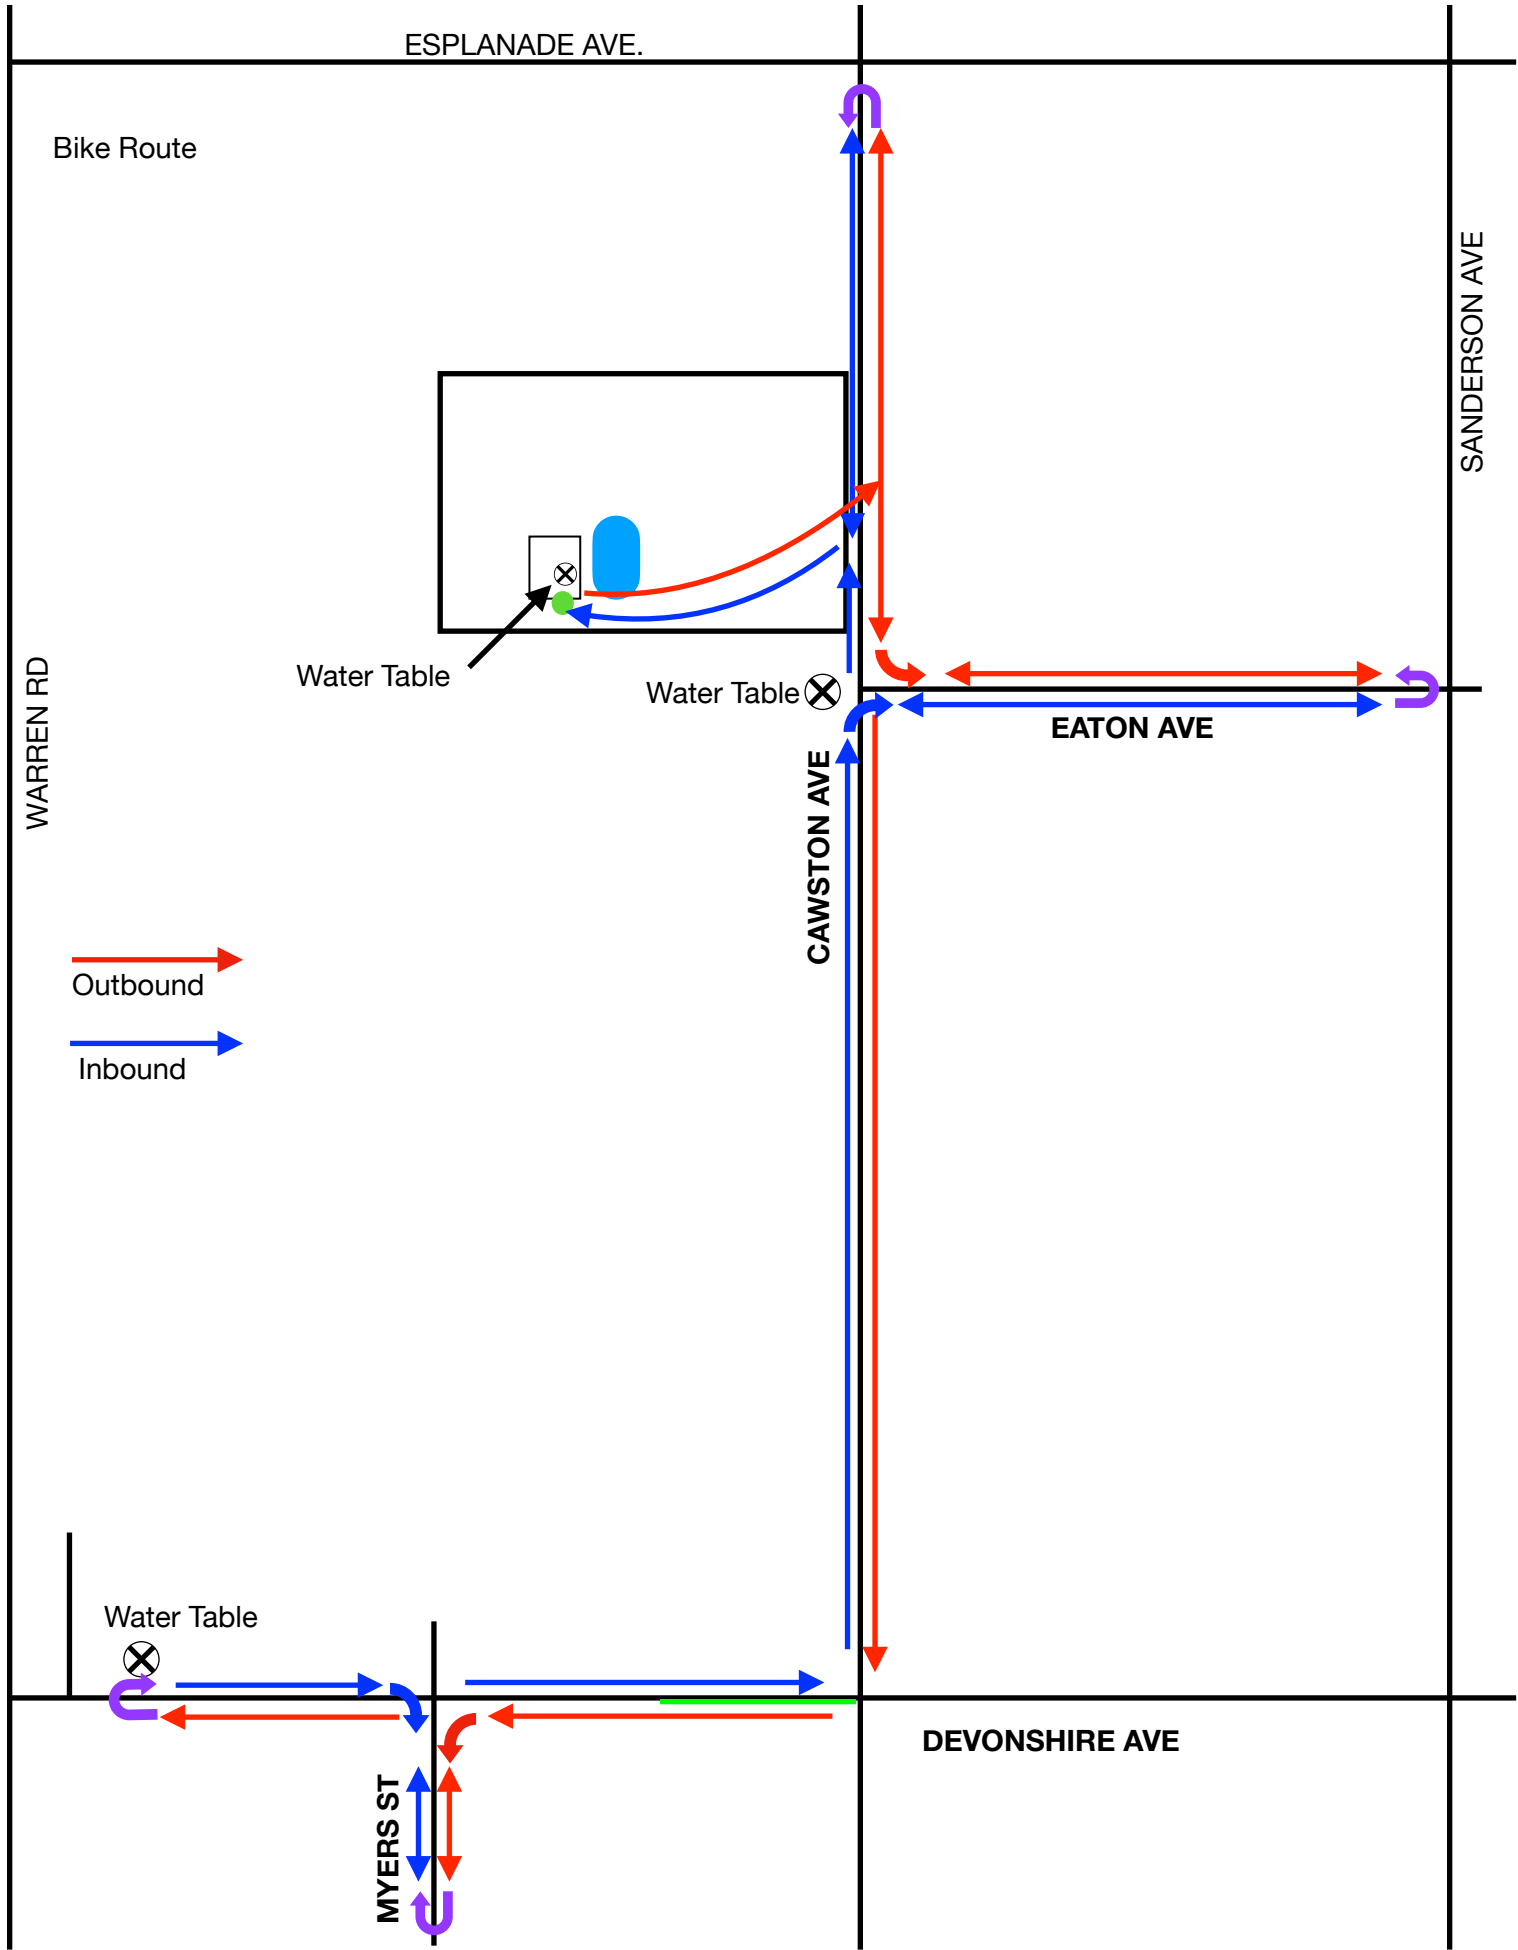 ESPLANADE AVE.
Bike Route
SANDERSON AVE
WARREN RD
Water Table
Water Table
EATON AVE
CAWSTON AVE
Outbound
Inbound
Water Table
DEVONSHIRE AVE
MYERS ST